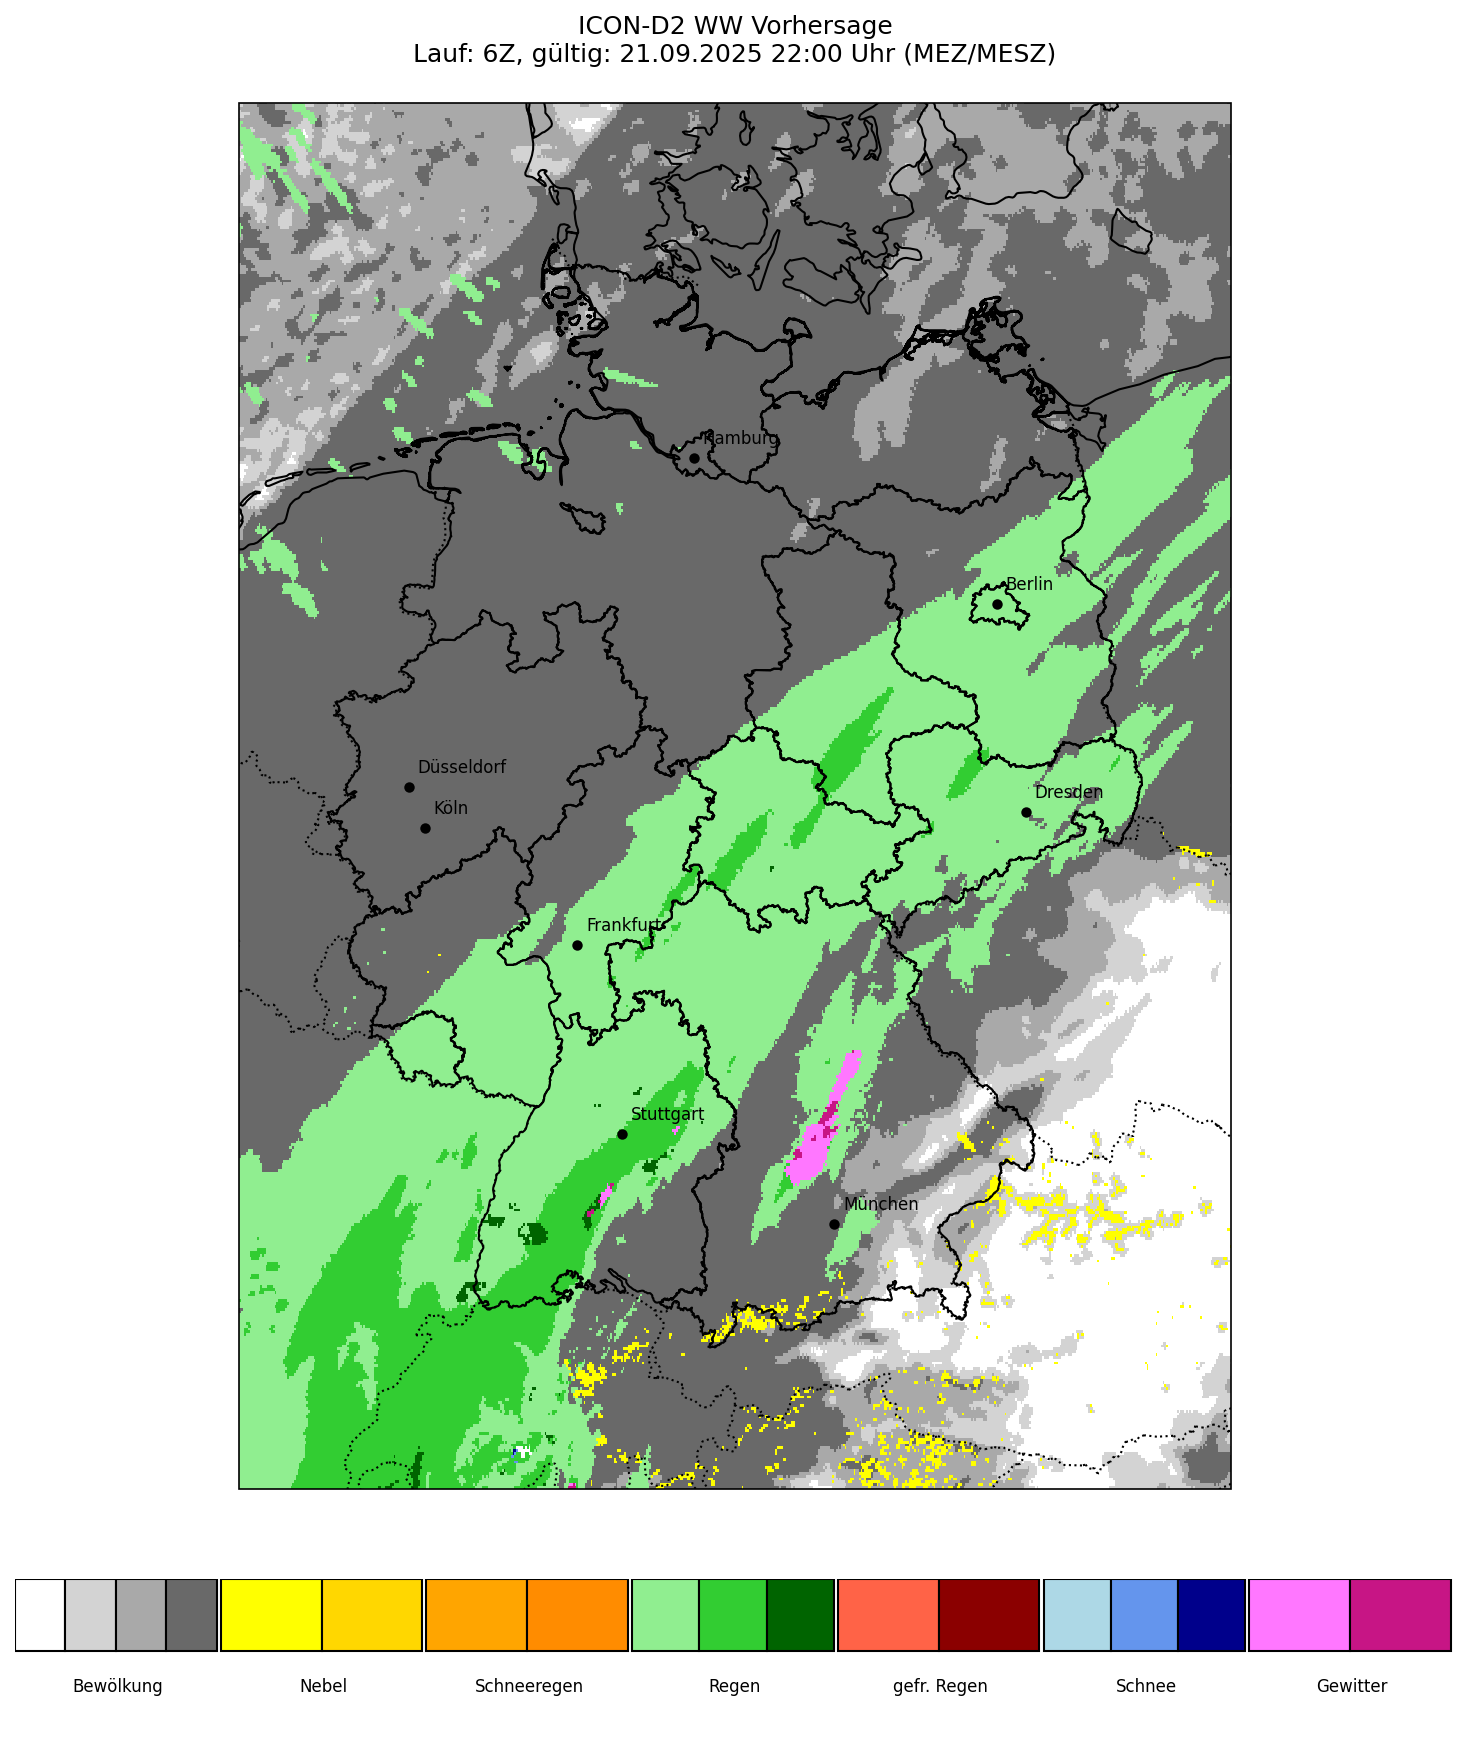 ICON-D2 WW Vorhersage
Lauf: 6Z, gültig: 21.09.2025 22:00 Uhr (MEZ/MESZ)
Hamburg
Berlin
Düsseldorf
Köln
Dresden
Frankfurt
Stuttgart
München
Bewölkung
Nebel
Schneeregen
Regen
gefr. Regen
Schnee
Gewitter